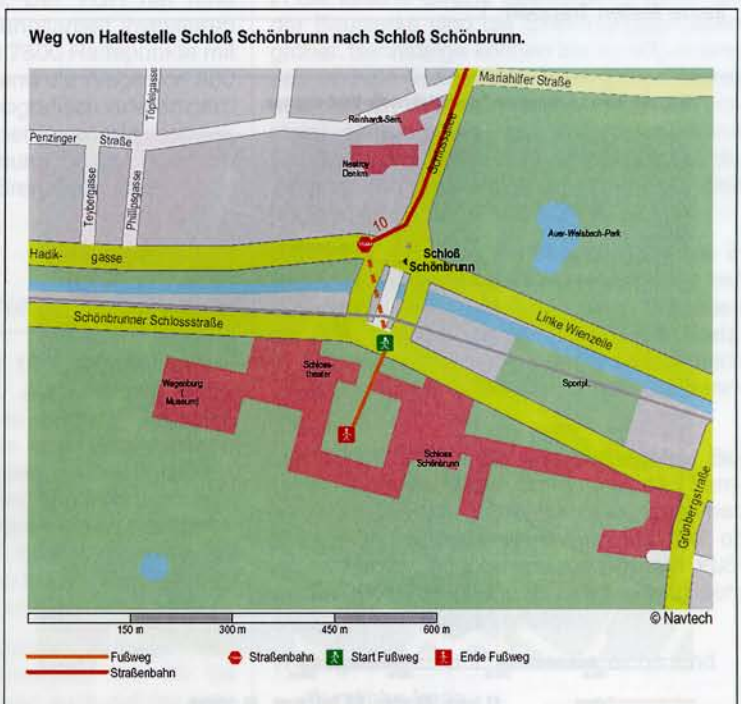 Weg von Haltestelle Schloß Schönbrunn nach Schloß Schönbrunn.
Mariahilfer Straße
Töpfelgasse
Reinhardt-Sem.
Penzinger Straße
Schlossallee
Nestroy
Denkm.
Teybergasse
Philipsgasse
10
Auer-Welsbach-Park
Hadik- gasse
Schloß
Schönbrunn
Schönbrunner Schlossstraße
Linke Wienzeile
Schloss-
theater
Sportpl.
Wagenburg
(
Museum)
Schloss
Schönbrunn
Grünbergstraße
© Navtech
150 m 300 m 450 m 600 m
Fußweg Straßenbahn Start Fußweg Ende Fußweg
Straßenbahn